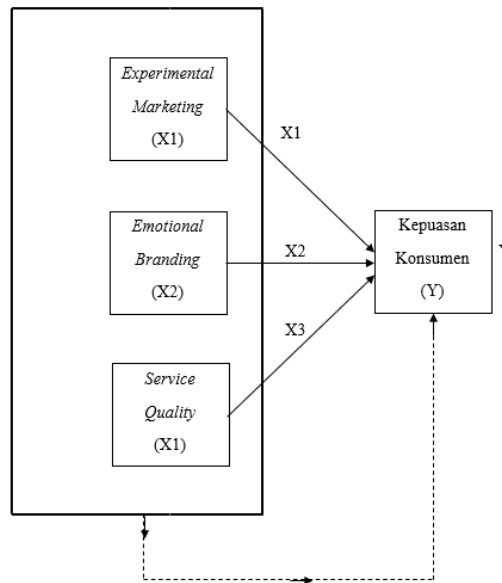 Experimental
Marketing
(X1)
X1
Emotional
Branding
(X2)
X2
Kepuasan
Konsumen
(Y)
X3
Service
Quality
(X1)